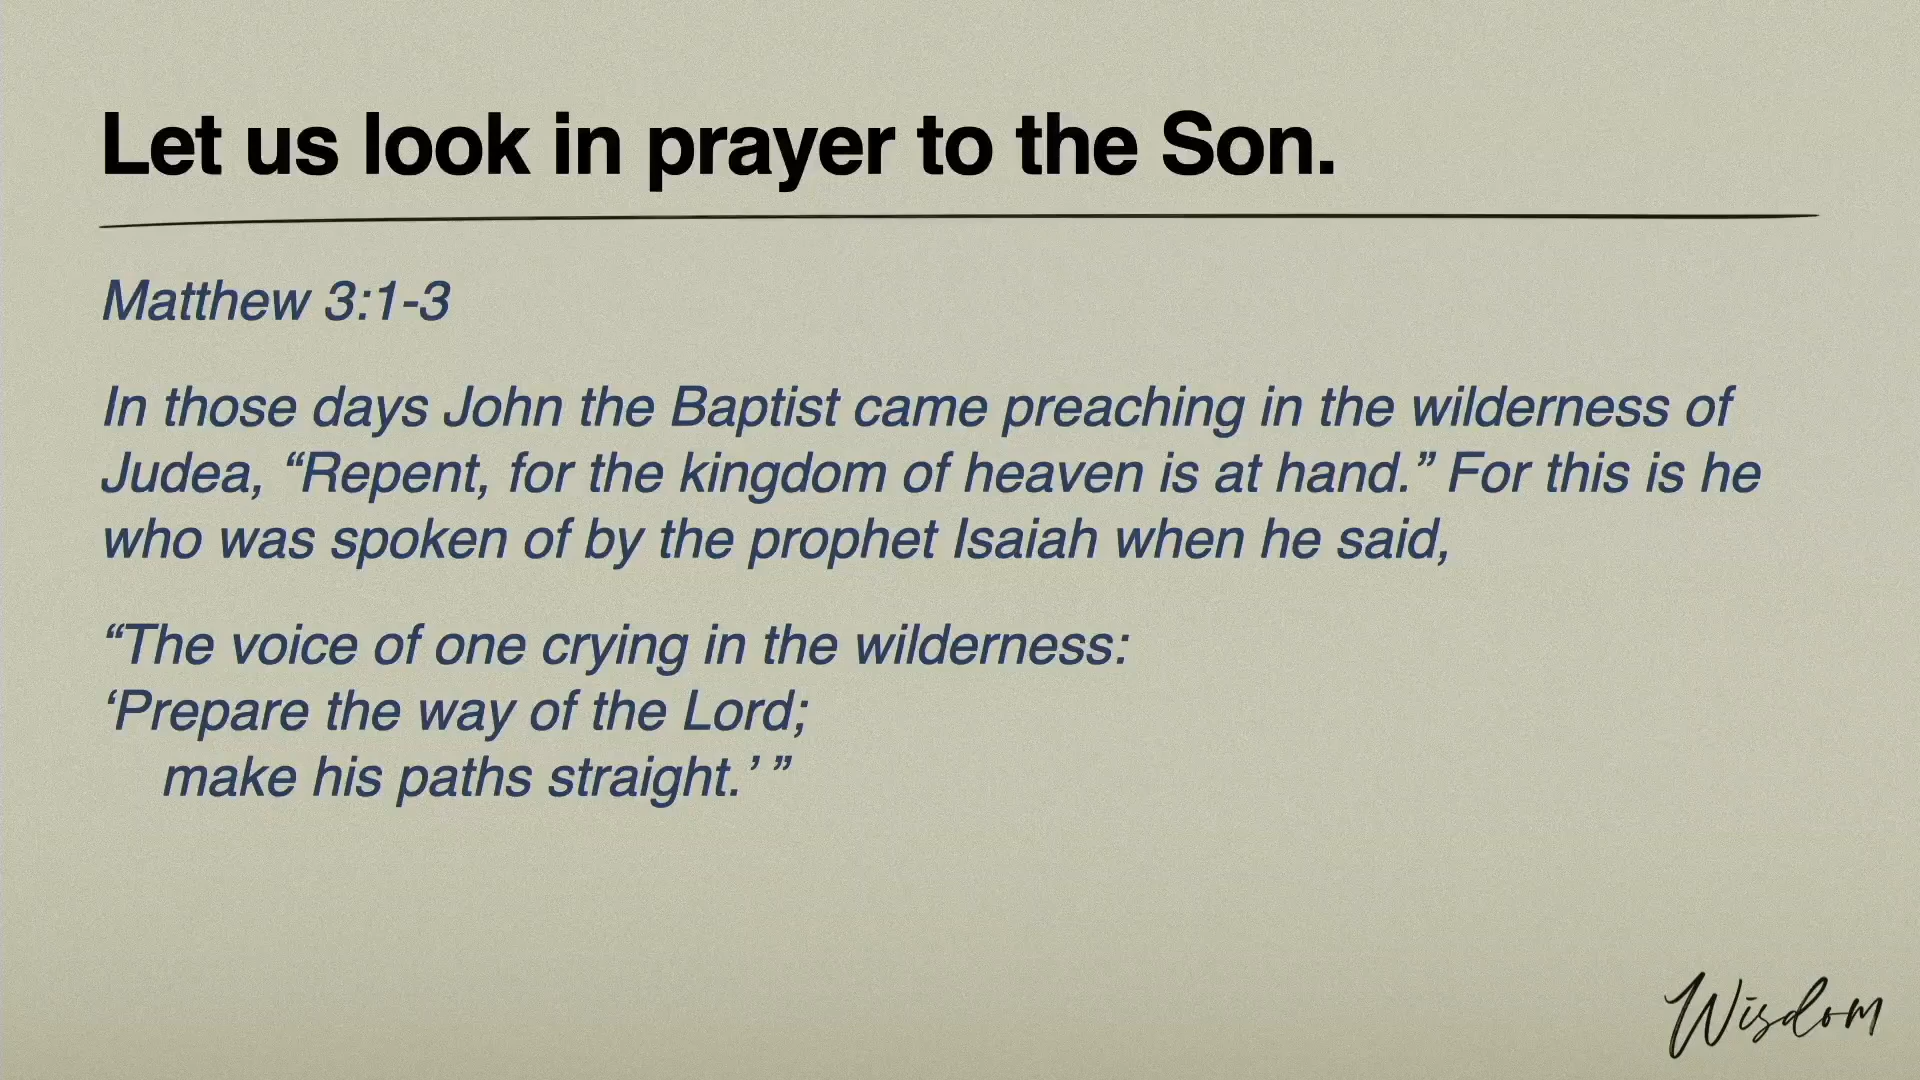 Let us look in prayer to the Son.
Matthew 3:1-3
In those days John the Baptist came preaching in the wilderness of
Judea, “Repent, for the kingdom of heaven is at hand.” For this is he
who was spoken of by the prophet Isaiah when he said,
“The voice of one crying in the wilderness:
‘Prepare the way of the Lord;
make his paths straight.’ ”
Wisdom